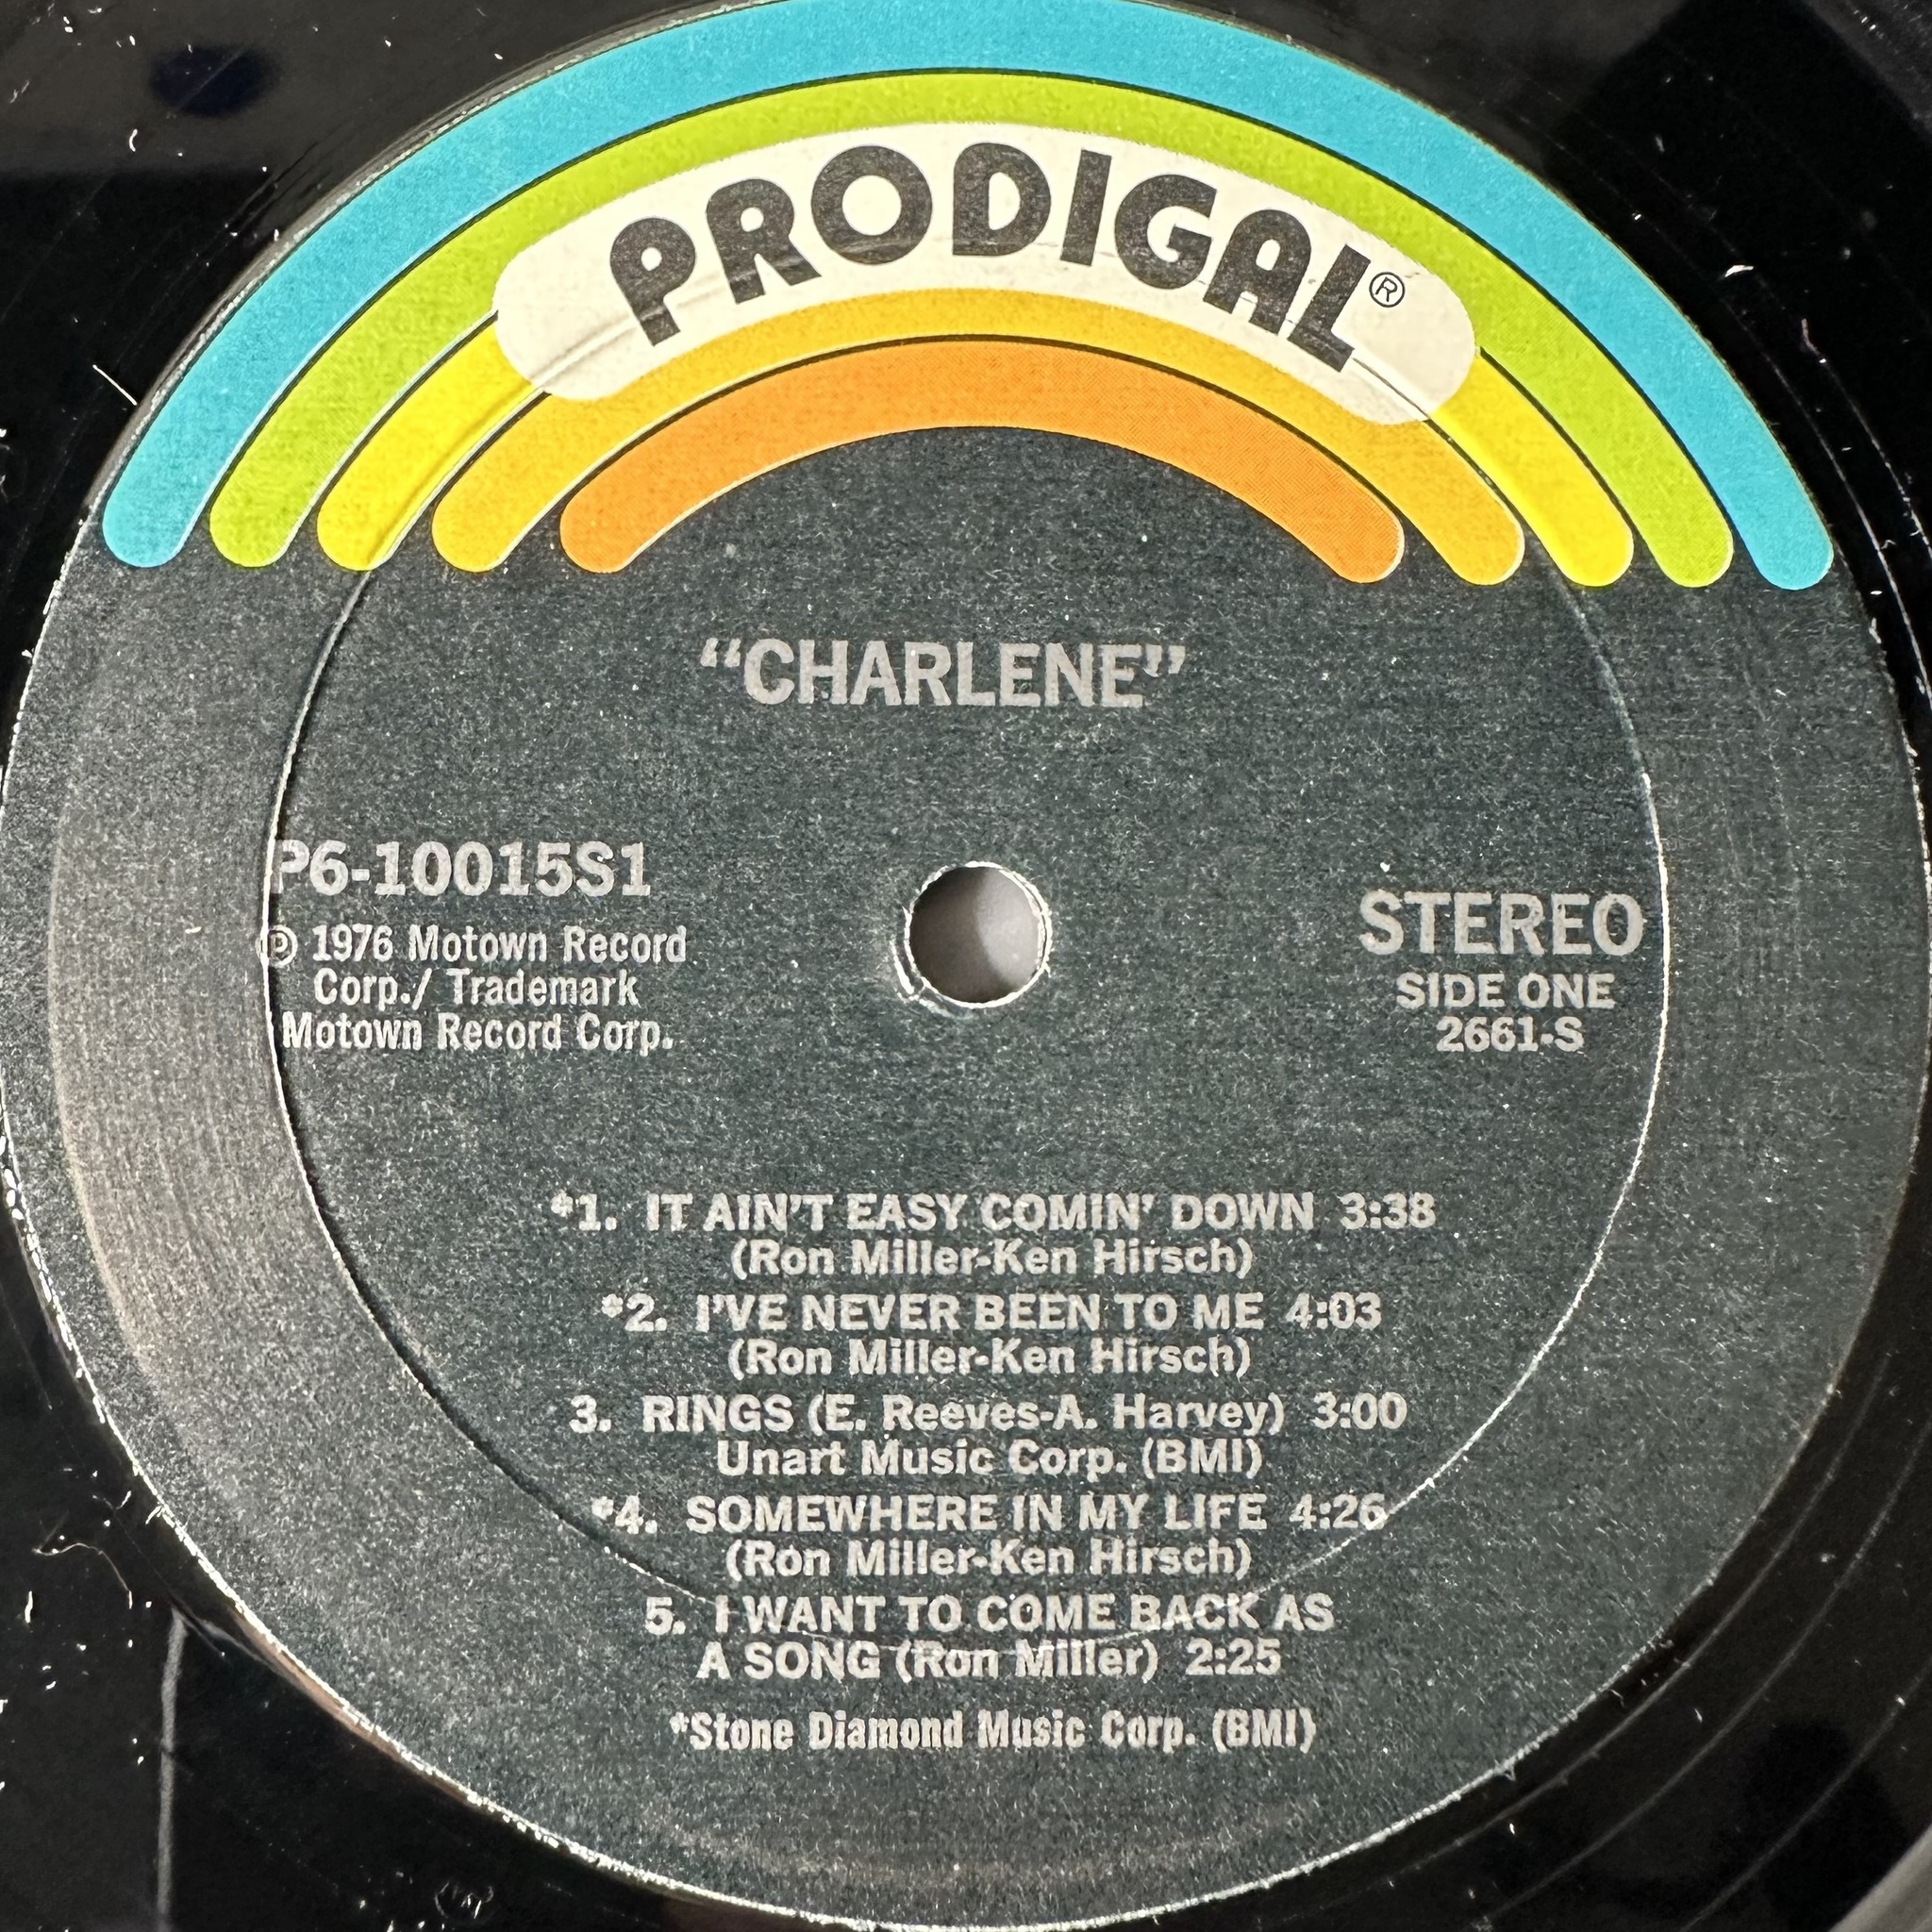 PRODIGAL®
“CHARLENE”
P6-10015S1
℗ 1976 Motown Record
Corp./ Trademark
Motown Record Corp.
STEREO
SIDE ONE
2661-S
*1. IT AIN’T EASY COMIN’ DOWN 3:38
(Ron Miller-Ken Hirsch)
*2. I’VE NEVER BEEN TO ME 4:03
(Ron Miller-Ken Hirsch)
3. RINGS (E. Reeves-A. Harvey) 3:00
Unart Music Corp. (BMI)
*4. SOMEWHERE IN MY LIFE 4:26
(Ron Miller-Ken Hirsch)
5. I WANT TO COME BACK AS
A SONG (Ron Miller) 2:25
*Stone Diamond Music Corp. (BMI)